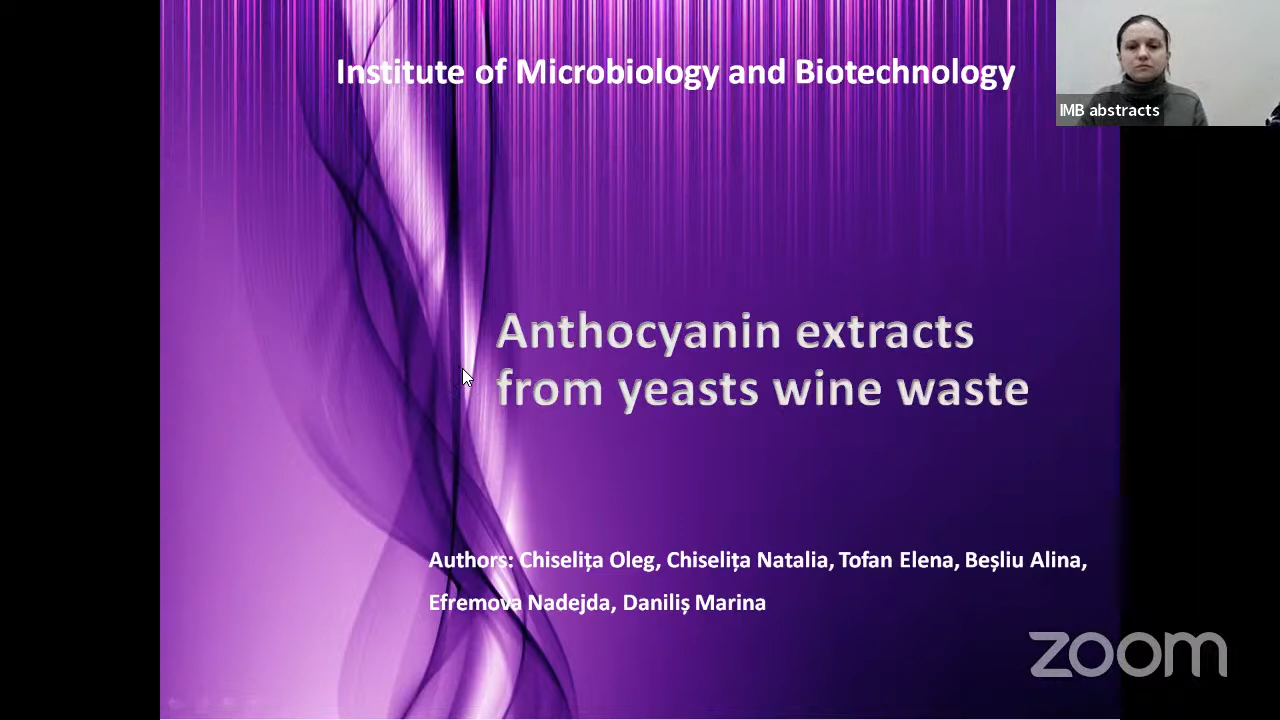 Institute of Microbiology and Biotechnology
IMB abstracts
Anthocyanin extracts
from yeasts wine waste
Authors: Chiselița Oleg, Chiselița Natalia, Tofan Elena, Beșliu Alina,
Efremova Nadejda, Daniliș Marina
zoom